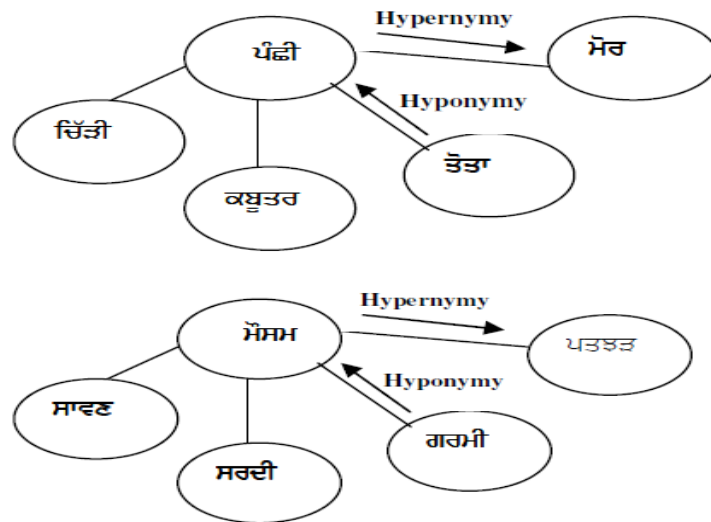 Hypernymy
ਪੰਛੀ
ਮੋਰ
Hyponymy
ਚਿੱੜੀ
ਤੋਤਾ
ਕਬੂਤਰ
Hypernymy
ਮੌਸਮ
ਪਤਝੜ
Hyponymy
ਸਾਵਣ
ਗਰਮੀ
ਸਰਦੀ